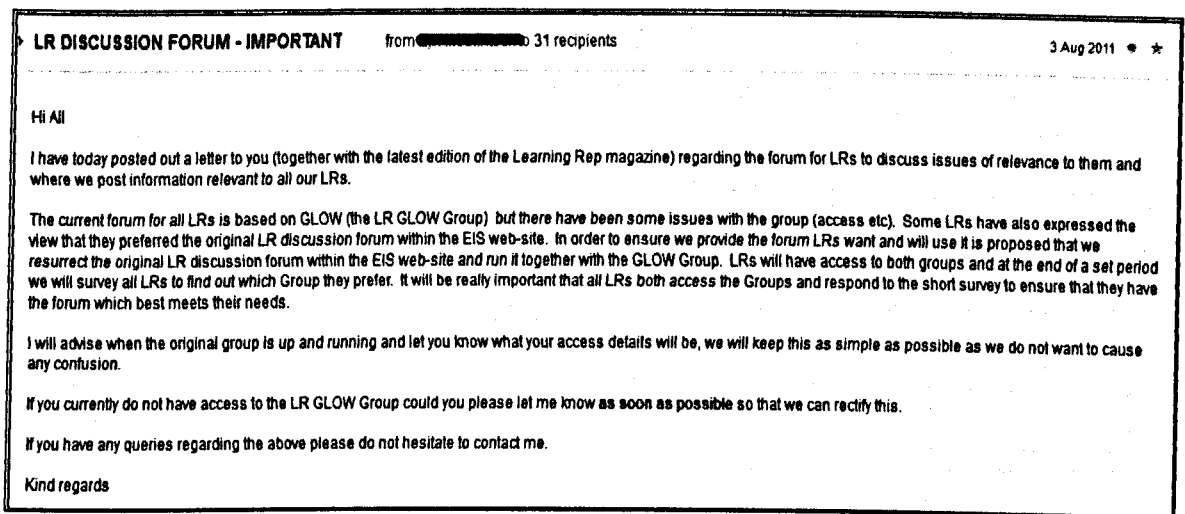 LR DISCUSSION FORUM - IMPORTANT from 31 recipients 3 Aug 2011
Hi All
I have today posted out a letter to you (together with the latest edition of the Learning Rep magazine) regarding the forum for LRs to discuss issues of relevance to them and
where we post information relevant to all our LRs.
The current forum for all LRs is based on GLOW (the LR GLOW Group) but there have been some issues with the group (access etc). Some LRs have also expressed the
view that they preferred the original LR discussion forum within the EIS web-site. In order to ensure we provide the forum LRs want and will use it is proposed that we
resurrect the original LR discussion forum within the EIS web-site and run it together with the GLOW Group. LRs will have access to both groups and at the end of a set period
we will survey all LRs to find out which Group they prefer. It will be really important that all LRs both access the Groups and respond to the short survey to ensure that they have
the forum which best meets their needs.
I will advise when the original group is up and running and let you know what your access details will be, we will keep this as simple as possible as we do not want to cause
any confusion.
If you currently do not have access to the LR GLOW Group could you please let me know as soon as possible so that we can rectify this.
If you have any queries regarding the above please do not hesitate to contact me.
Kind regards